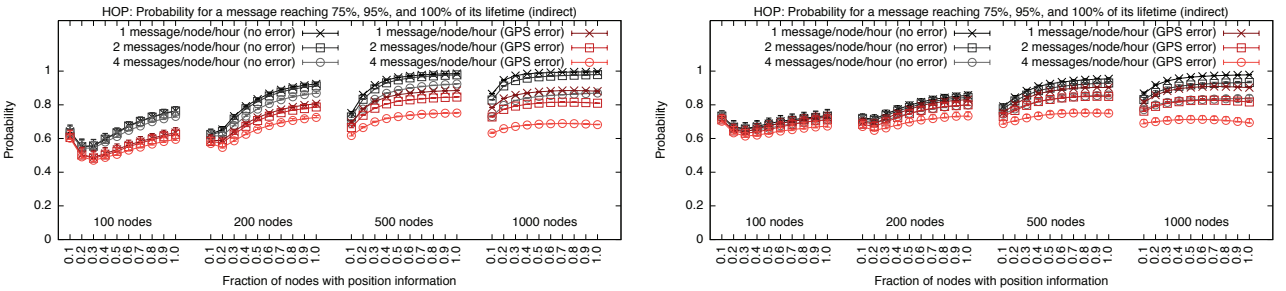 HOP: Probability for a message reaching 75%, 95%, and 100% of its lifetime (indirect)
1 message/node/hour (no error)
2 messages/node/hour (no error)
4 messages/node/hour (no error)
1 message/node/hour (GPS error)
2 messages/node/hour (GPS error)
4 messages/node/hour (GPS error)
Probability
1
0.8
0.6
0.4
0.2
0
100 nodes
200 nodes
500 nodes
1000 nodes
0.1 0.2 0.3 0.4 0.5 0.6 0.7 0.8 0.9 1.0
0.1 0.2 0.3 0.4 0.5 0.6 0.7 0.8 0.9 1.0
0.1 0.2 0.3 0.4 0.5 0.6 0.7 0.8 0.9 1.0
0.1 0.2 0.3 0.4 0.5 0.6 0.7 0.8 0.9 1.0
Fraction of nodes with position information
HOP: Probability for a message reaching 75%, 95%, and 100% of its lifetime (indirect)
1 message/node/hour (no error)
2 messages/node/hour (no error)
4 messages/node/hour (no error)
1 message/node/hour (GPS error)
2 messages/node/hour (GPS error)
4 messages/node/hour (GPS error)
Probability
1
0.8
0.6
0.4
0.2
0
100 nodes
200 nodes
500 nodes
1000 nodes
0.1 0.2 0.3 0.4 0.5 0.6 0.7 0.8 0.9 1.0
0.1 0.2 0.3 0.4 0.5 0.6 0.7 0.8 0.9 1.0
0.1 0.2 0.3 0.4 0.5 0.6 0.7 0.8 0.9 1.0
0.1 0.2 0.3 0.4 0.5 0.6 0.7 0.8 0.9 1.0
Fraction of nodes with position information